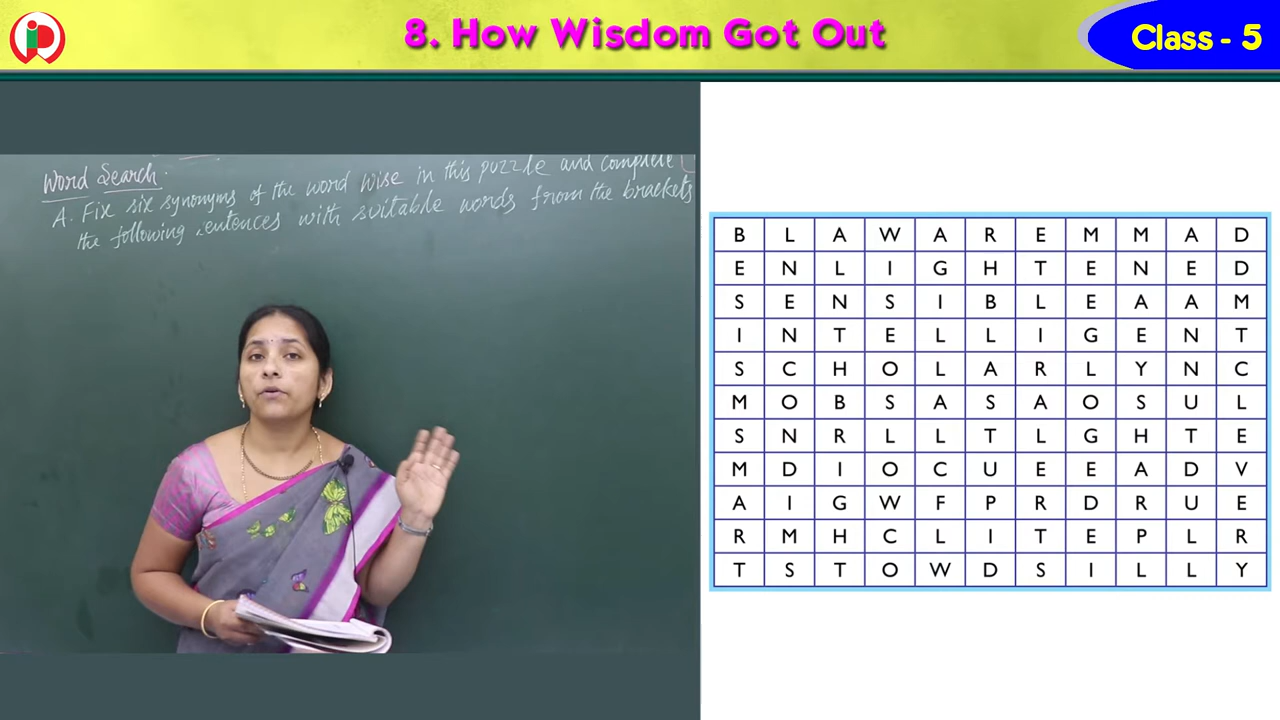 8. How Wisdom Got Out
Class - 5
Word Search.
A. Fix six synonyms of the word wise in this puzzle and complete
the following sentences with suitable words from the brackets
B L A W A R E M M A D
E N L I G H T E N E D
S E N S I B L E A A M
I N T E L L I G E N T
S C H O L A R L Y N C
M O B S A S A O S U L
S N R L L T L G H T E
M D I O C U E E A D V
A I G W F P R D R U E
R M H C L I T E P L R
T S T O W D S I L L Y